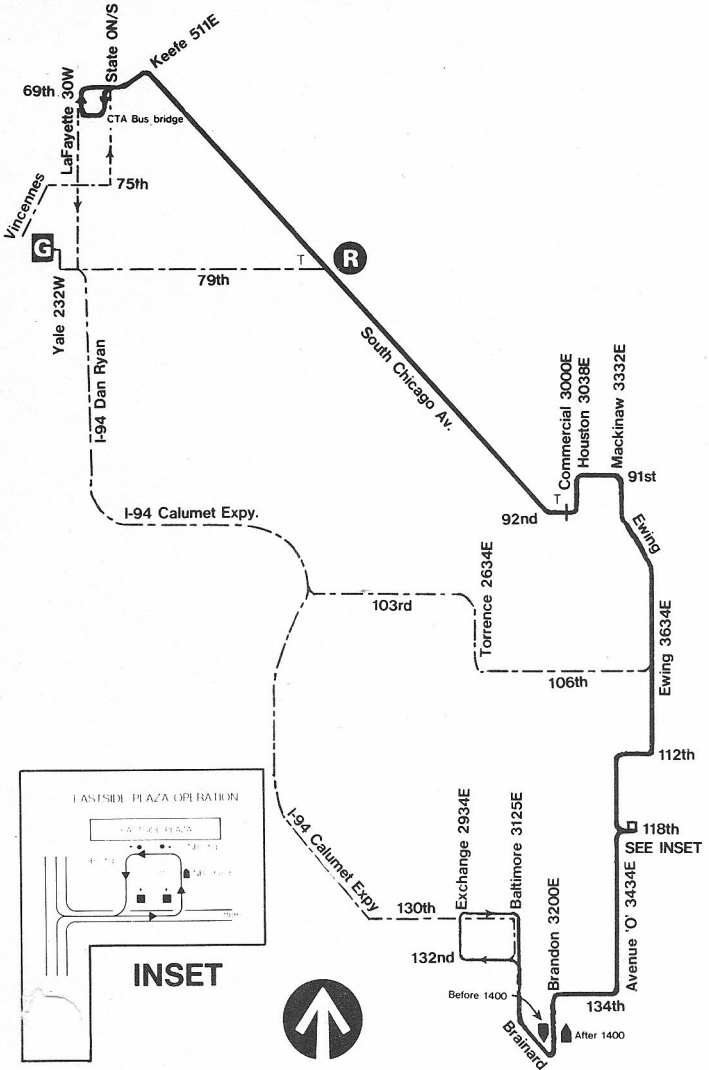 Keefe 511E
State 0N/S
69th
LaFayette 30W
CTA Bus bridge
Vincennes
75th
G
R
T
79th
Yale 232W
I-94 Dan Ryan
South Chicago Av.
Commercial 3000E
Houston 3038E
Mackinaw 3332E
91st
T
92nd
Ewing
I-94 Calumet Expy.
103rd
Torrence 2634E
Ewing 3634E
106th
112th
EASTSIDE PLAZA OPERATION
EASTSIDE PLAZA
INSET
I-94 Calumet Expy
Exchange 2934E
Baltimore 3125E
118th
SEE INSET
130th
Brandon 3200E
Avenue 'O' 3434E
132nd
Before 1400
134th
After 1400
Brainard